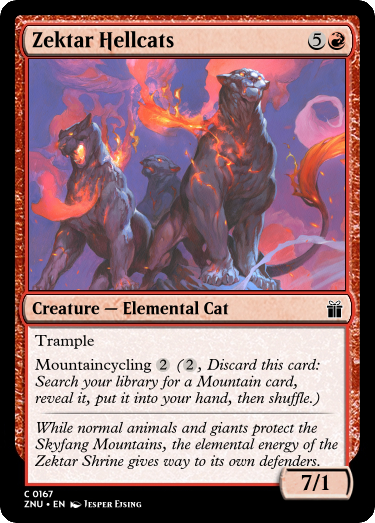 Zektar Hellcats 5
Creature — Elemental Cat
Trample
Mountaincycling 2 (2, Discard this card:
Search your library for a Mountain card,
reveal it, put it into your hand, then shuffle.)
While normal animals and giants protect the
Skyfang Mountains, the elemental energy of the
Zektar Shrine gives way to its own defenders.
7/1
C 0167
ZNU • EN Jesper Ejsing